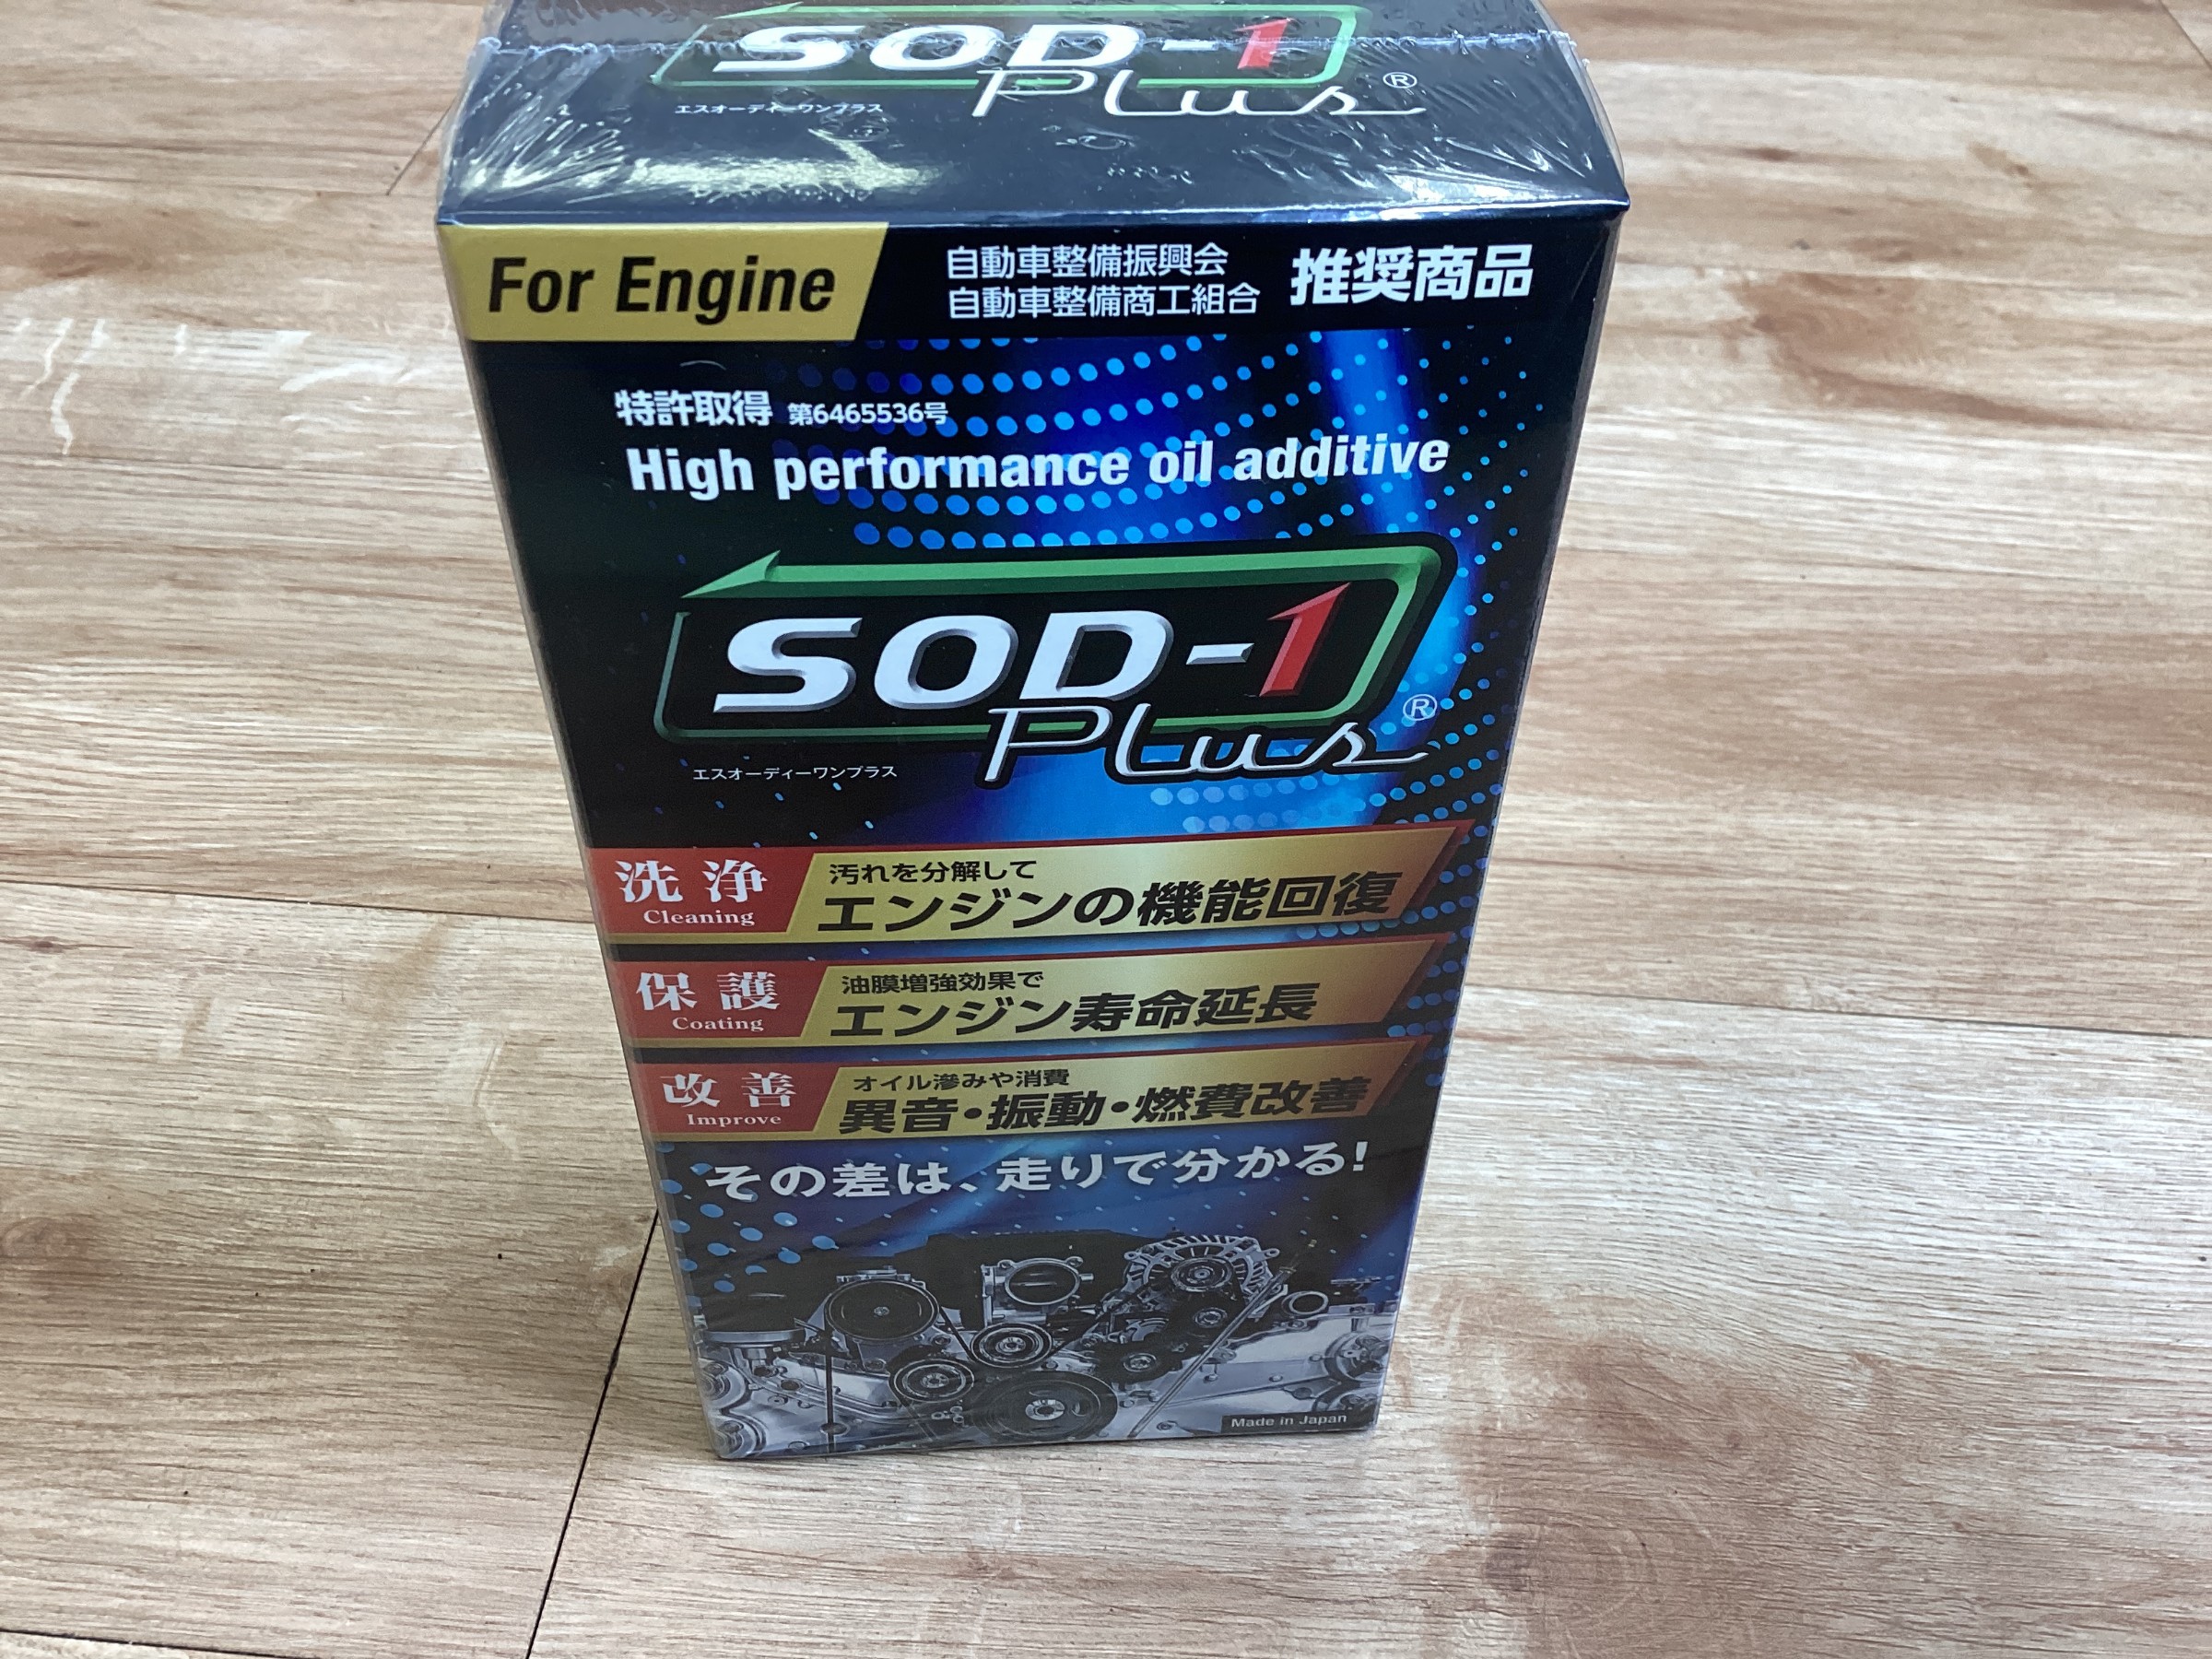 SOD-1
Plus®
エスオーディーワンプラス
For Engine
自動車整備振興会
自動車整備商工組合
推奨商品
特許取得 第6465536号
High performance oil additive
SOD-1
Plus®
エスオーディーワンプラス
洗浄
Cleaning
汚れを分解して
エンジンの機能回復
保護
Coating
油膜増強効果で
エンジン寿命延長
改善
Improve
オイル滲みや消費
異音・振動・燃費改善
その差は、走りで分かる!
Made in Japan